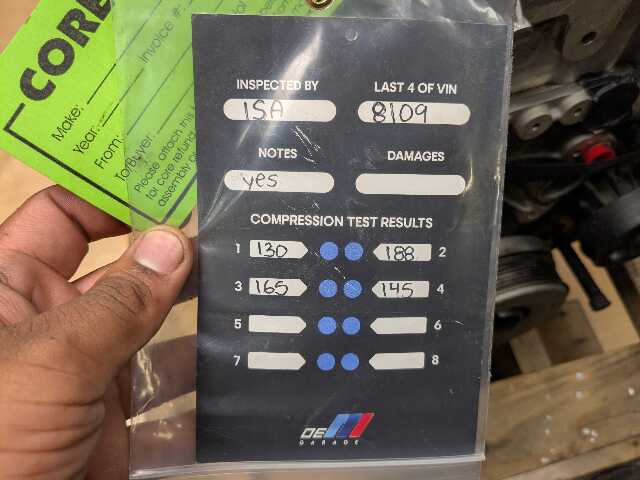 CORE
Invoice #:
Make:
Year:
From:
To/Buyer:
Please attach this
for core refund
assembly
INSPECTED BY
LAST 4 OF VIN
ISA
8109
NOTES
DAMAGES
yes
COMPRESSION TEST RESULTS
1 130 188 2
3 165 145 4
5 6
7 8
DE
GARAGE